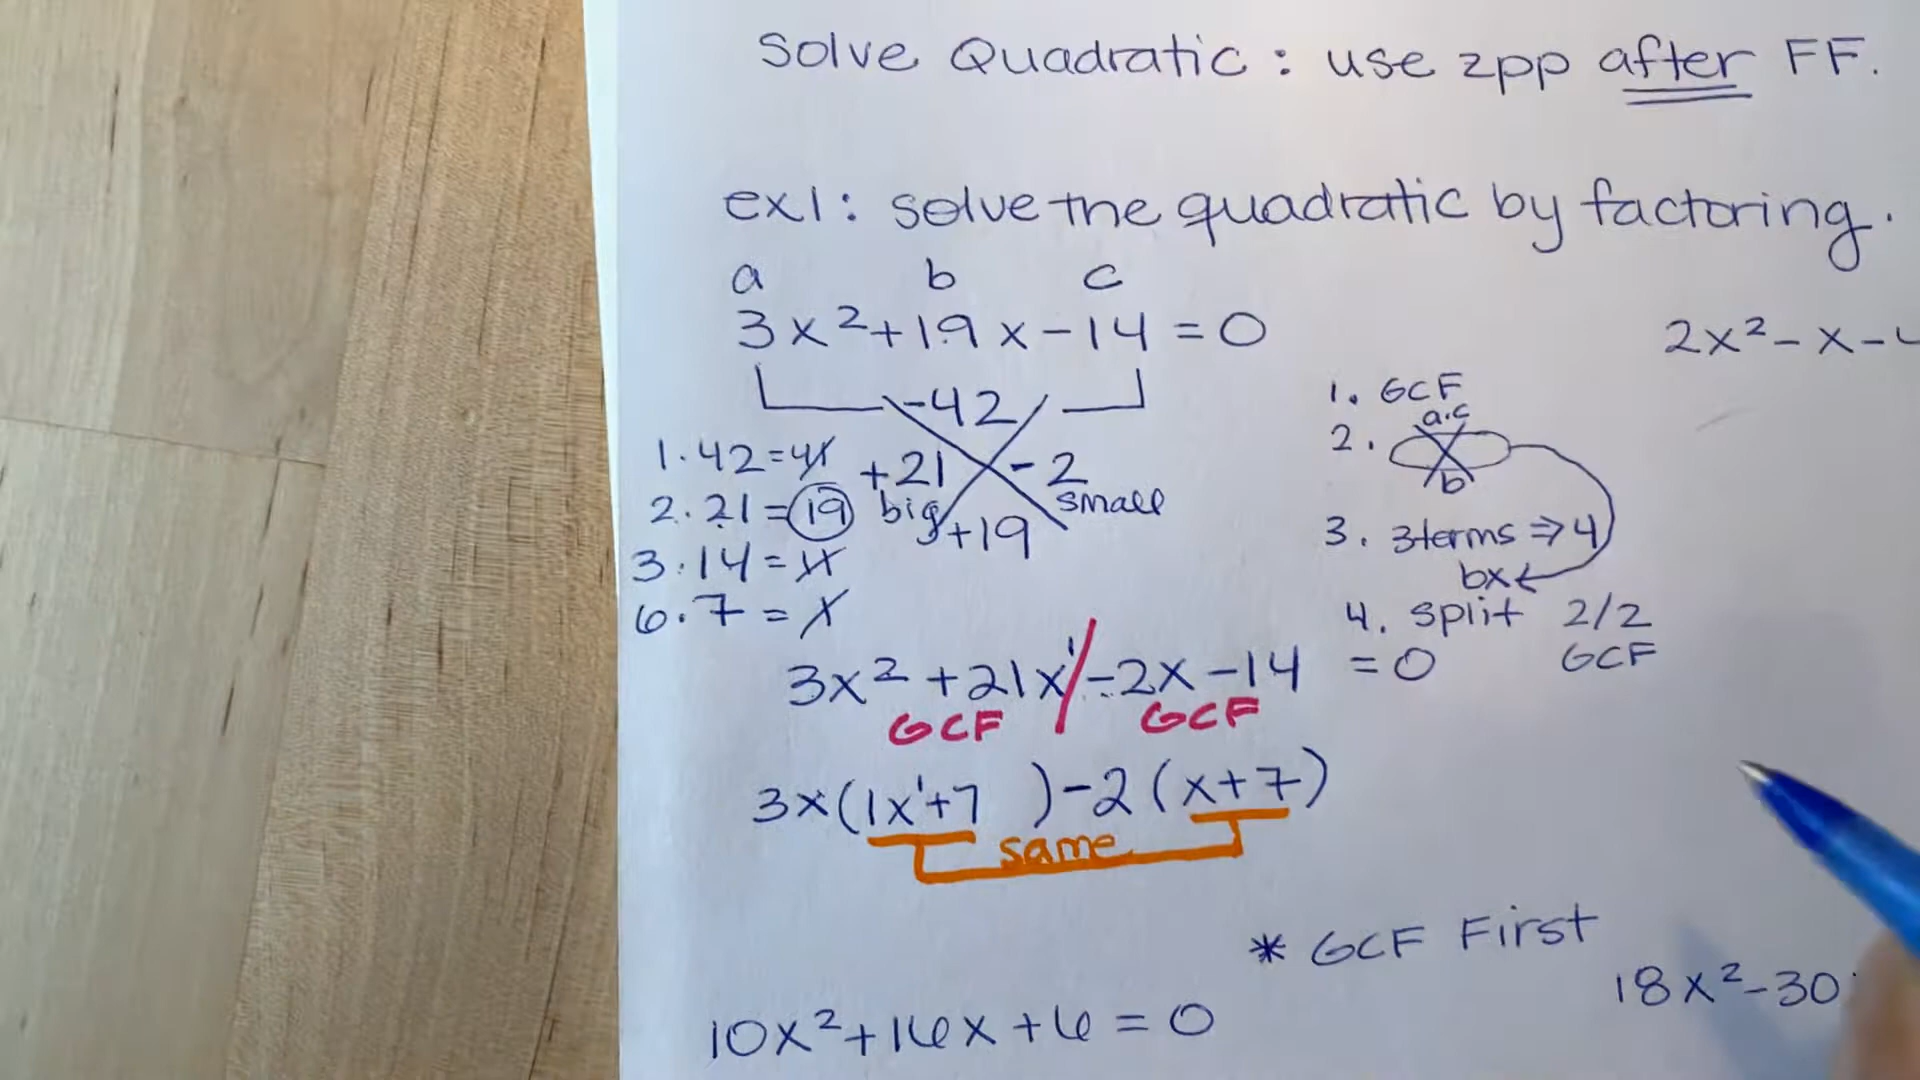 Solve Quadratic: use zpp after FF.
ex1: solve the quadratic by factoring.
a b c
3x²+19x-14=0
2x²-x-
-42
1·42=41
+21 -2
2·21=19
big small
+19
3·14=11
6·7=1
1. GCF
a·c
2.
b
3. 3terms ⇒ 4
bx←
4. split 2/2
GCF
3x²+21x¹/-2x-14 =0
GCF GCF
3x(1x¹+7 )-2(x+7)
same
* GCF First
10x²+16x+6=0
18x²-30